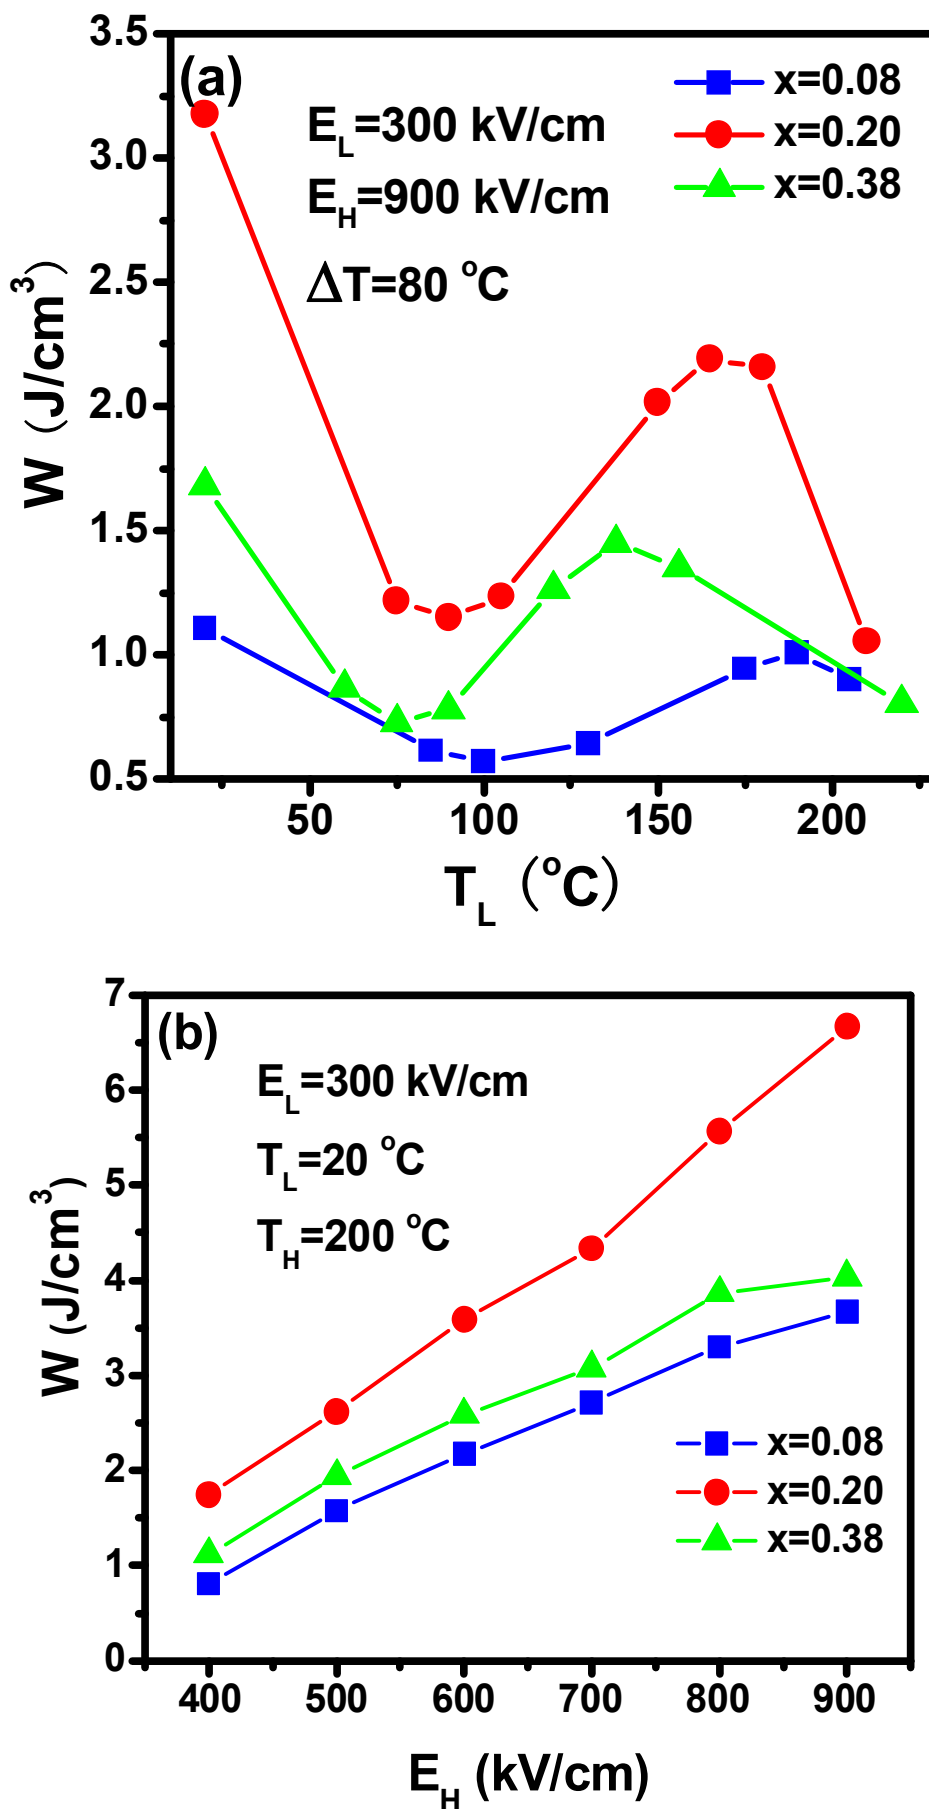 (a)
x=0.08
x=0.20
x=0.38
E_L=300 kV/cm
E_H=900 kV/cm
ΔT=80 °C
3.5
3.0
2.5
2.0
1.5
1.0
0.5
W (J/cm³)
50 100 150 200
T_L (°C)
(b)
E_L=300 kV/cm
T_L=20 °C
T_H=200 °C
7
6
5
4
3
2
1
0
W (J/cm³)
x=0.08
x=0.20
x=0.38
400 500 600 700 800 900
E_H (kV/cm)